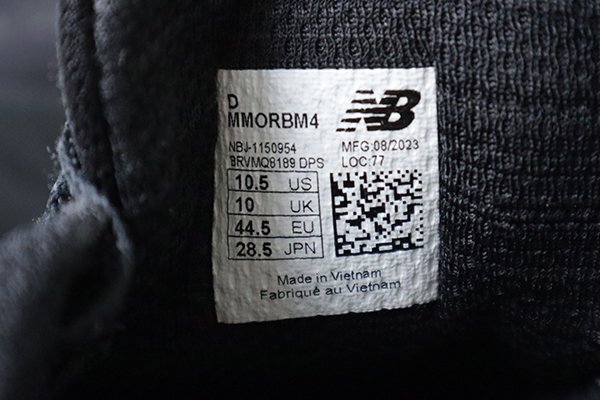 D
MMORBM4
NB
NBJ-1150954
MFG:08/2023
BRVMQ8189 DPS
LOC:77
10.5 US
10 UK
44.5 EU
28.5 JPN
Made in Vietnam
Fabriqué au Vietnam